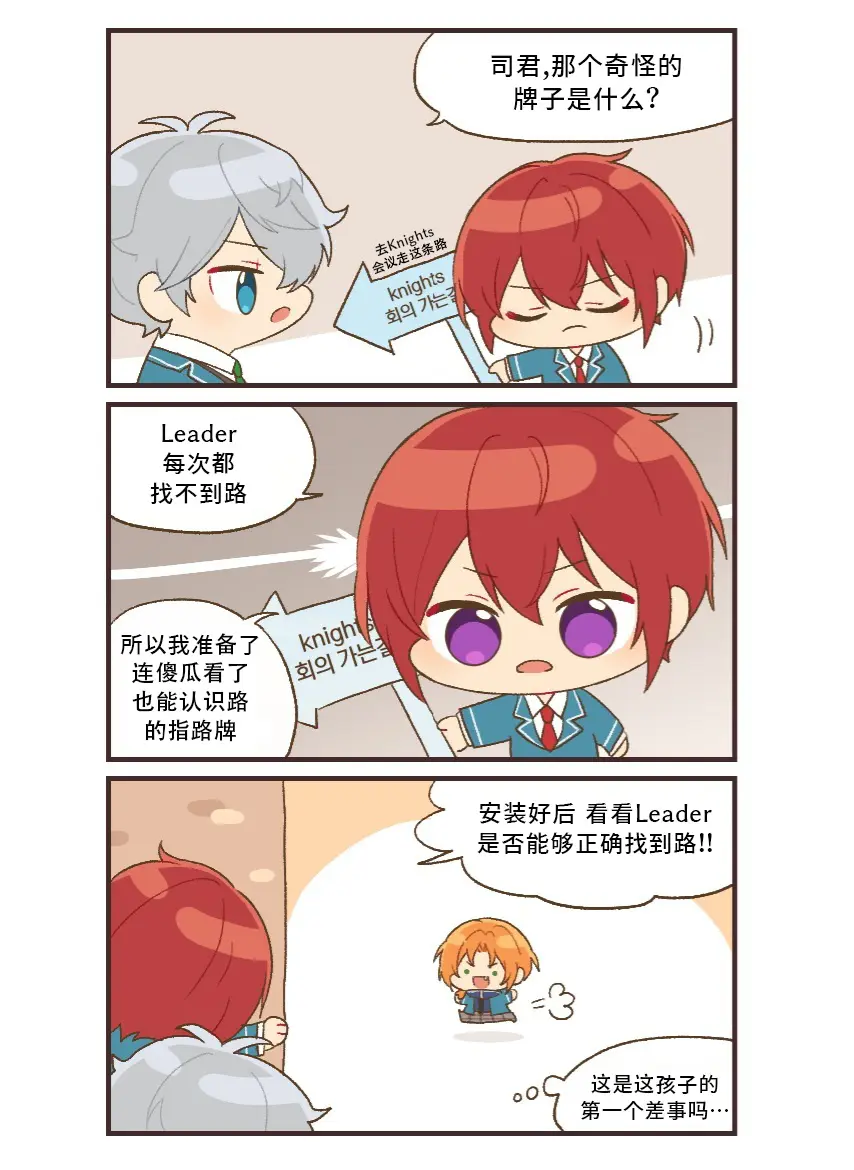 司君,那个奇怪的
牌子是什么?
去Knights
会议走这条路
knights
회의 가는길
Leader
每次都
找不到路
所以我准备了
连傻瓜看了
也能认识路
的指路牌
knights
회의 가는길
安装好后 看看Leader
是否能够正确找到路!!
这是这孩子的
第一个差事吗…